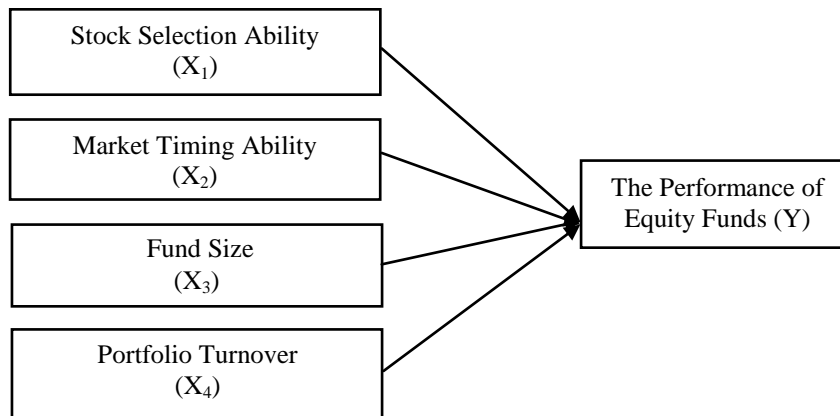 Stock Selection Ability
(X₁)
Market Timing Ability
(X₂)
Fund Size
(X₃)
Portfolio Turnover
(X₄)
The Performance of
Equity Funds (Y)